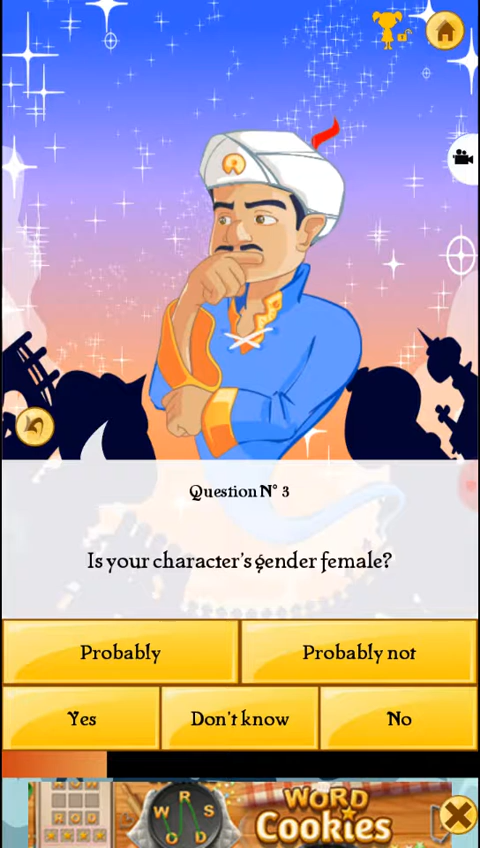 Question N° 3
Is your character's gender female?
Probably
Probably not
Yes
Don't know
No
WORD
Cookies
W R S D O
R O D
R O U